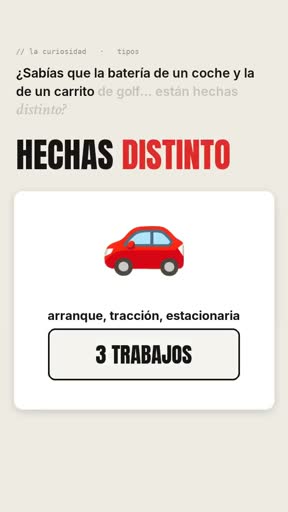 // la curiosidad · tipos
¿Sabías que la batería de un coche y la
de un carrito de golf... están hechas
distinto?
HECHAS DISTINTO
arranque, tracción, estacionaria
3 TRABAJOS